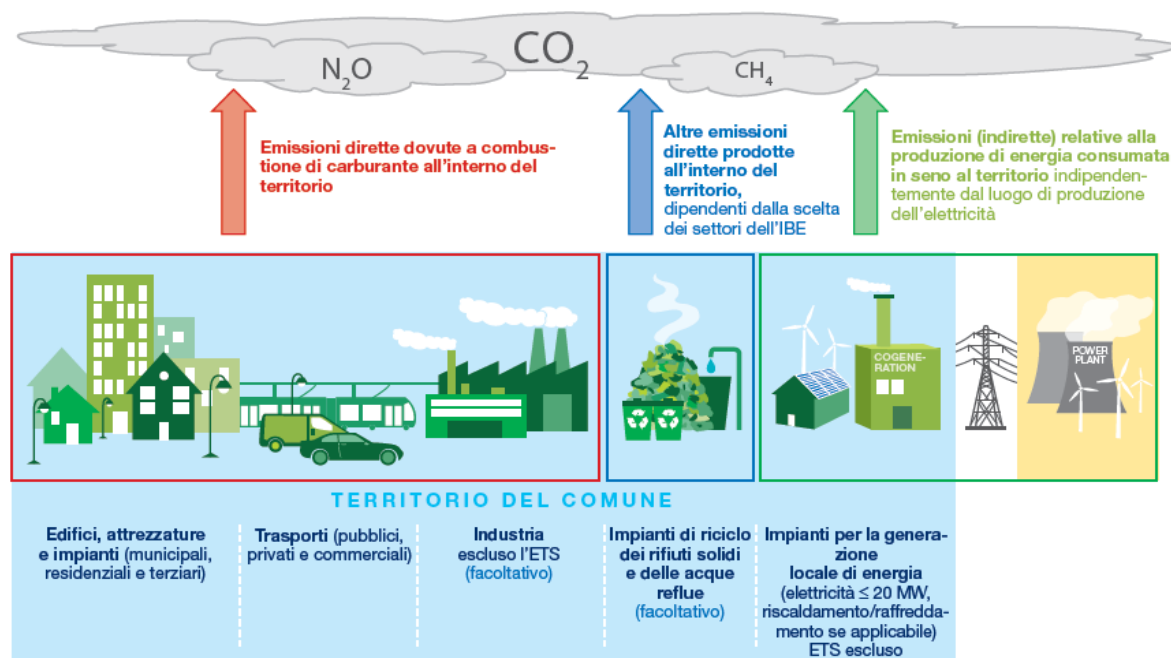 CO₂
N₂O
CH₄
Emissioni dirette dovute a combus-
tione di carburante all'interno del
territorio
Altre emissioni
dirette prodotte
all'interno del
territorio,
dipendenti dalla scelta
dei settori dell'IBE
Emissioni (indirette) relative alla
produzione di energia consumata
in seno al territorio indipenden-
temente dal luogo di produzione
dell'elettricità
COGENE-
RATION
POWER
PLANT
TERRITORIO DEL COMUNE
Edifici, attrezzature
e impianti (municipali,
residenziali e terziari)
Trasporti (pubblici,
privati e commerciali)
Industria
escluso l'ETS
(facoltativo)
Impianti di riciclo
dei rifiuti solidi
e delle acque
reflue
(facoltativo)
Impianti per la genera-
zione
locale di energia
(elettricità ≤ 20 MW,
riscaldamento/raffredda-
mento se applicabile)
ETS escluso